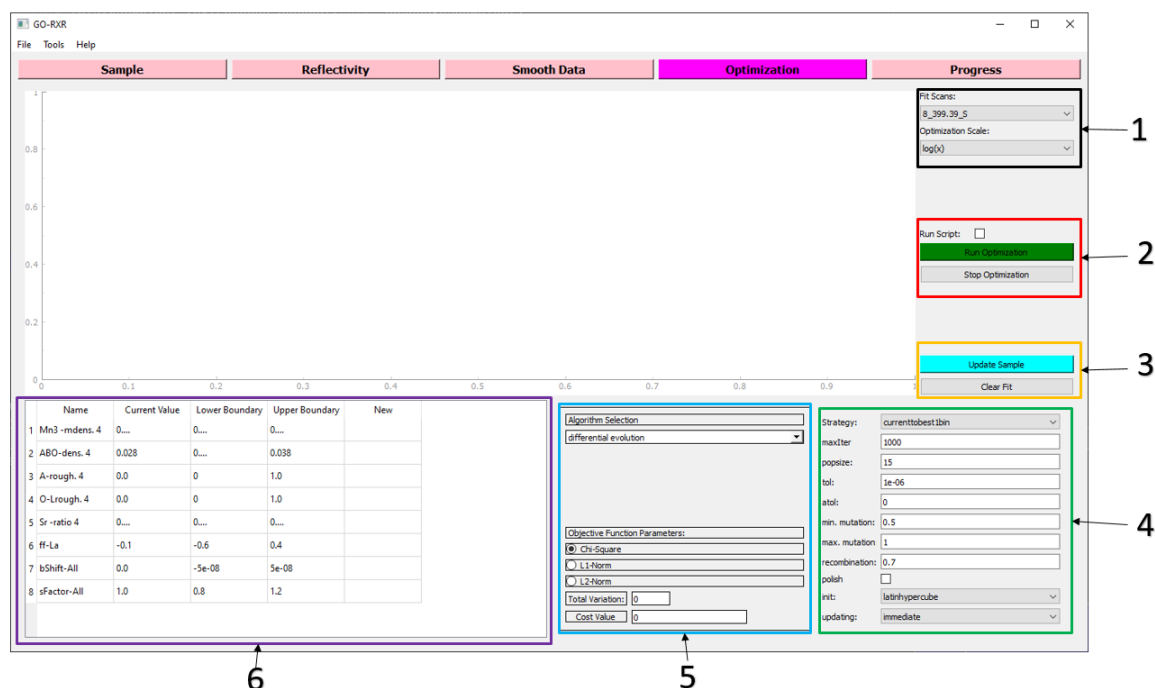 GO-RXR
File Tools Help
Sample Reflectivity Smooth Data Optimization Progress
1
0.8
0.6
0.4
0.2
0
0 0.1 0.2 0.3 0.4 0.5 0.6 0.7 0.8 0.9 1
Fit Scans:
8_399.39_S
Optimization Scale:
log(x)
1
Run Script:
Run Optimization
Stop Optimization
2
Update Sample
Clear Fit
3
Name Current Value Lower Boundary Upper Boundary New
1 Mn3 -mdens. 4 0.... 0.... 0....
2 ABO-dens. 4 0.028 0.... 0.038
3 A-rough. 4 0.0 0 1.0
4 O-Lrough. 4 0.0 0 1.0
5 Sr -ratio 4 0.... 0.... 0....
6 ff-La -0.1 -0.6 0.4
7 bShift-All 0.0 -5e-08 5e-08
8 sFactor-All 1.0 0.8 1.2
6
Algorithm Selection
differential evolution
Objective Function Parameters:
Chi-Square
L1-Norm
L2-Norm
Total Variation: 0
Cost Value 0
5
Strategy: currenttobest1bin
maxIter 1000
popsize: 15
tol: 1e-06
atol: 0
min. mutation: 0.5
max. mutation 1
recombination: 0.7
polish
init: latinhypercube
updating: immediate
4